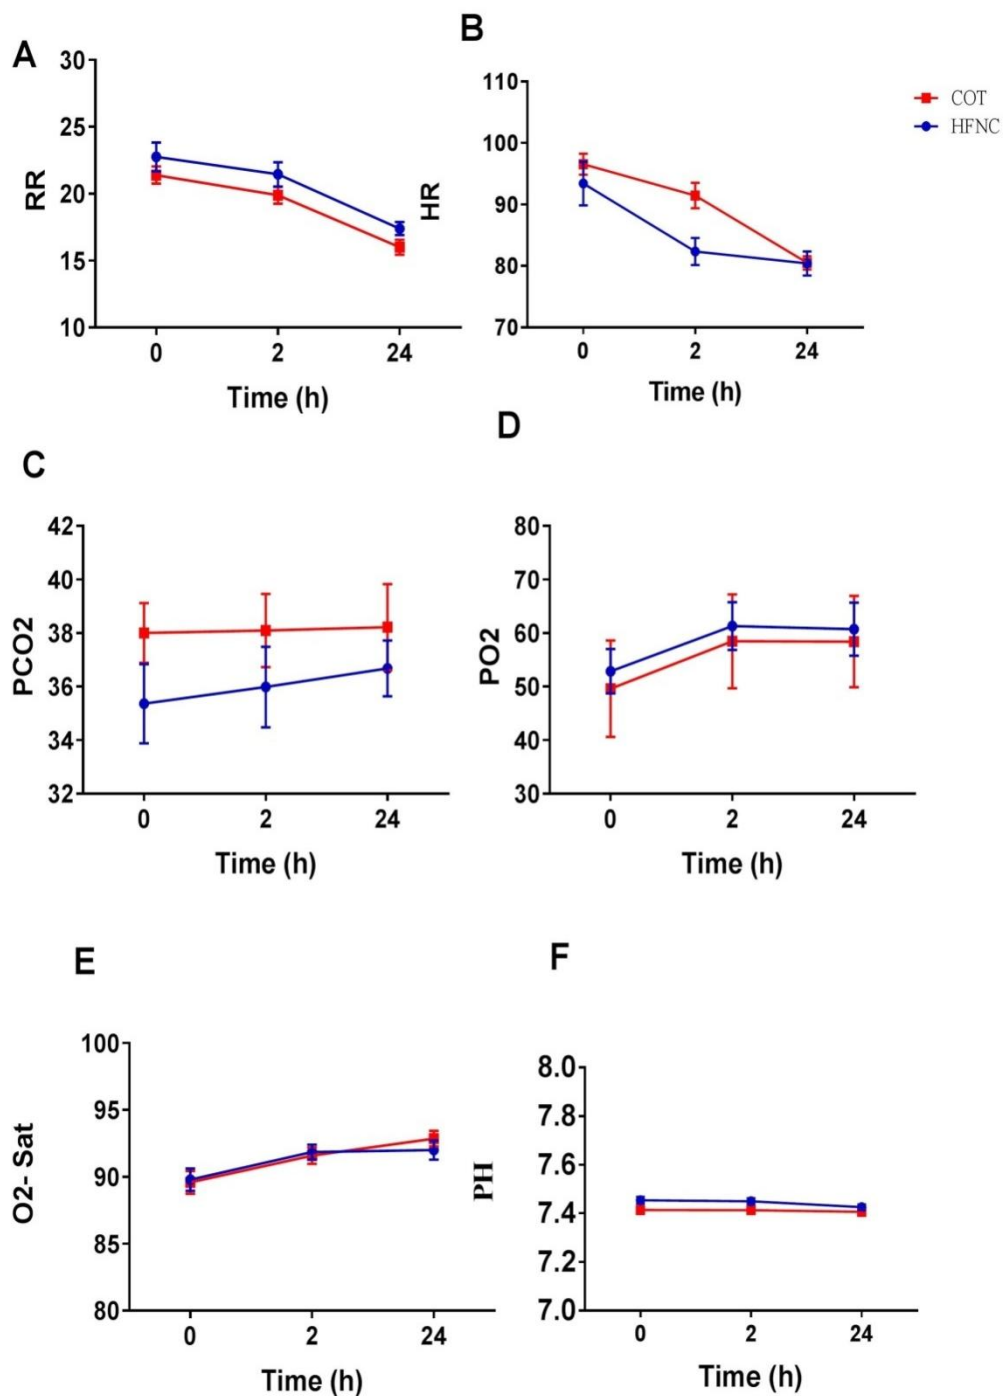 A
30
25
20
15
10
RR
0 2 24
Time (h)
B
110
100
90
80
70
HR
0 2 24
Time (h)
COT
HFNC
C
42
40
38
36
34
32
PCO2
0 2 24
Time (h)
D
80
70
60
50
40
30
PO2
0 2 24
Time (h)
E
100
95
90
85
80
O2- Sat
0 2 24
Time (h)
F
8.0
7.8
7.6
7.4
7.2
7.0
PH
0 2 24
Time (h)